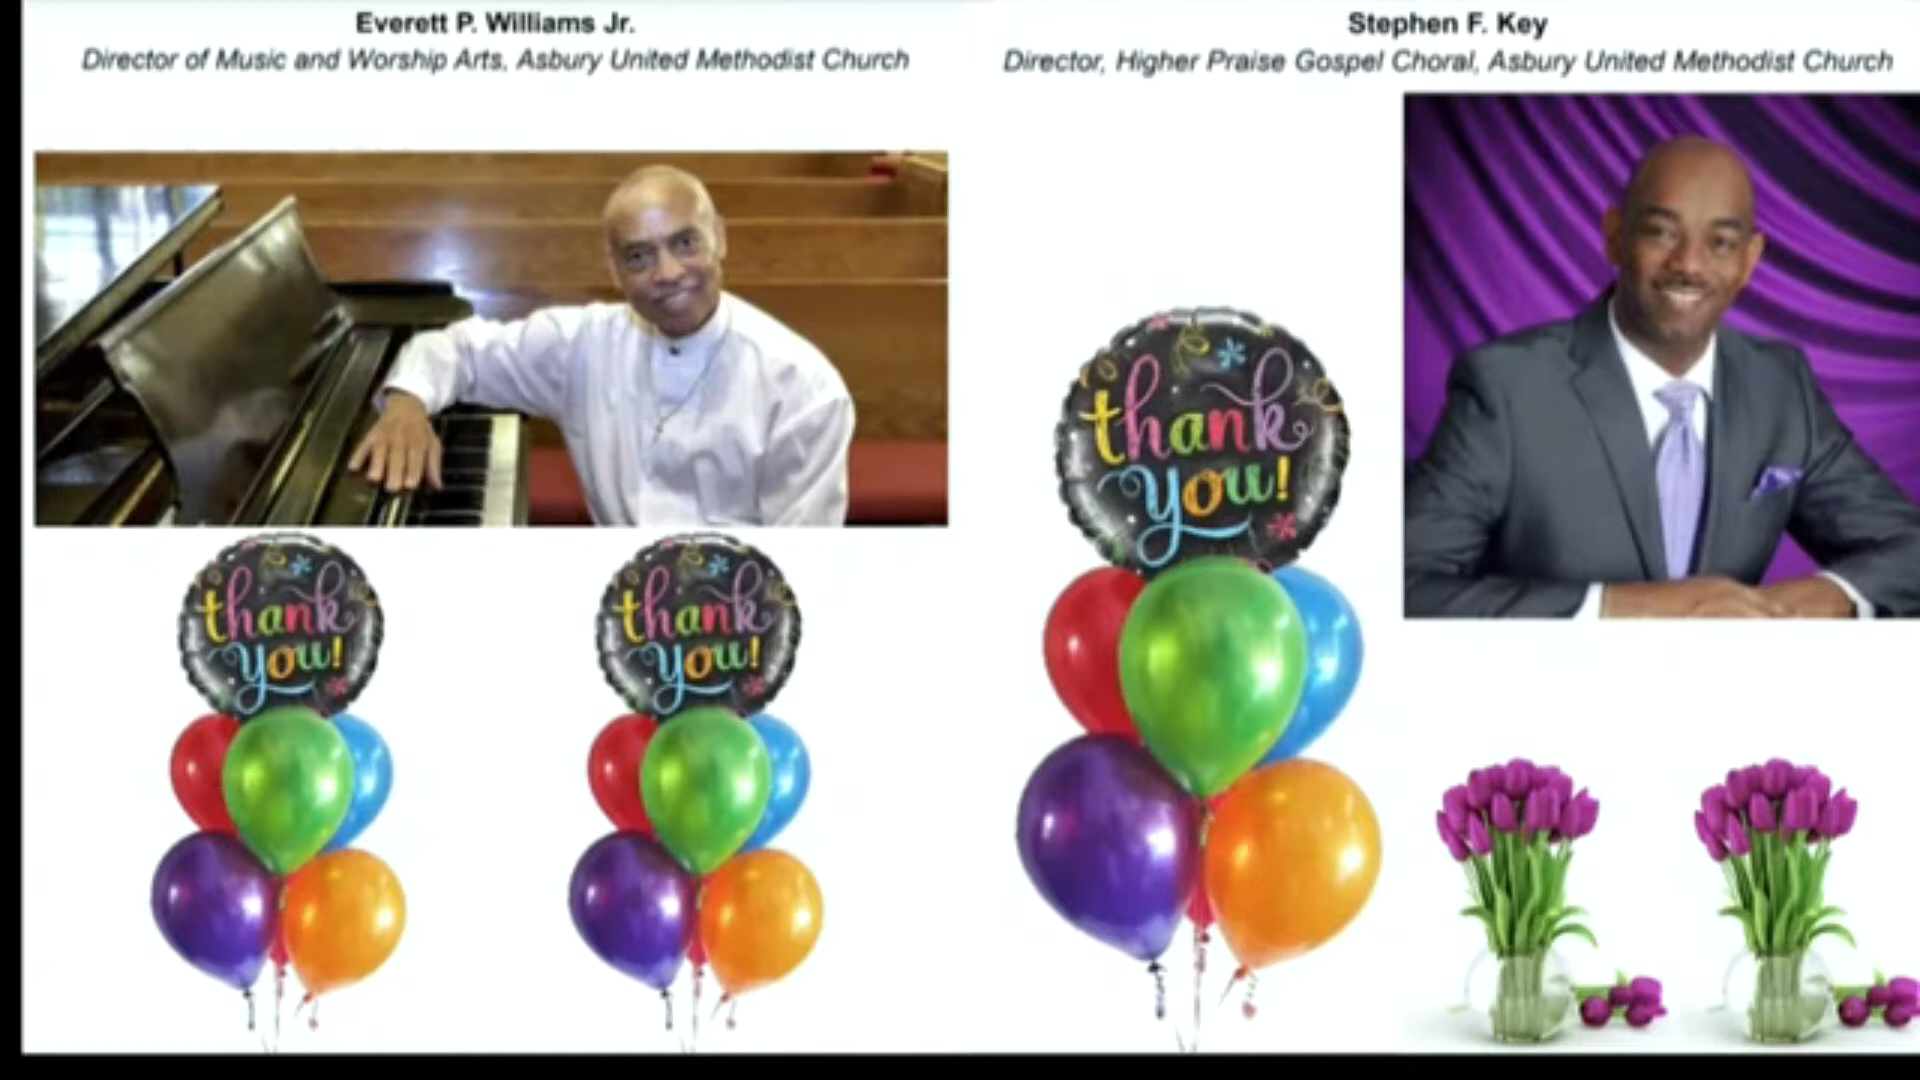 Everett P. Williams Jr.
Director of Music and Worship Arts, Asbury United Methodist Church
Stephen F. Key
Director, Higher Praise Gospel Choral, Asbury United Methodist Church
thank
you!
thank
you!
thank
you!